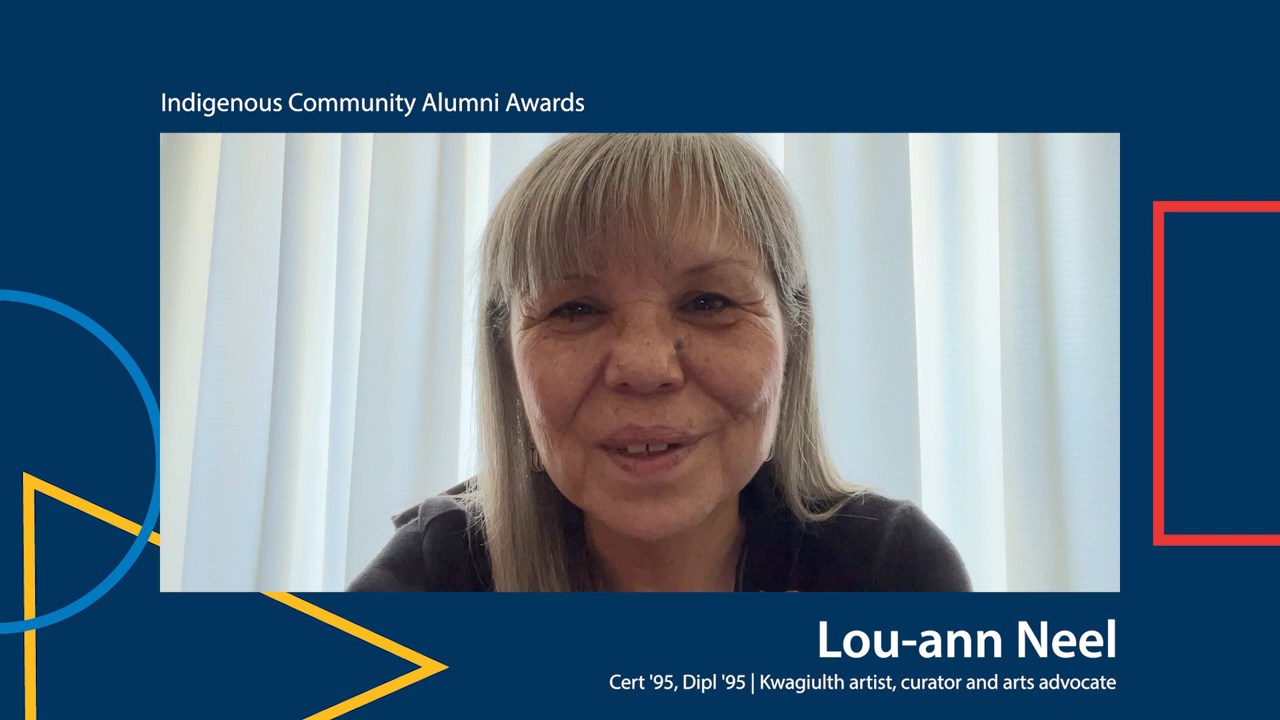 Indigenous Community Alumni Awards
Lou-ann Neel
Cert '95, Dipl '95 | Kwagiulth artist, curator and arts advocate